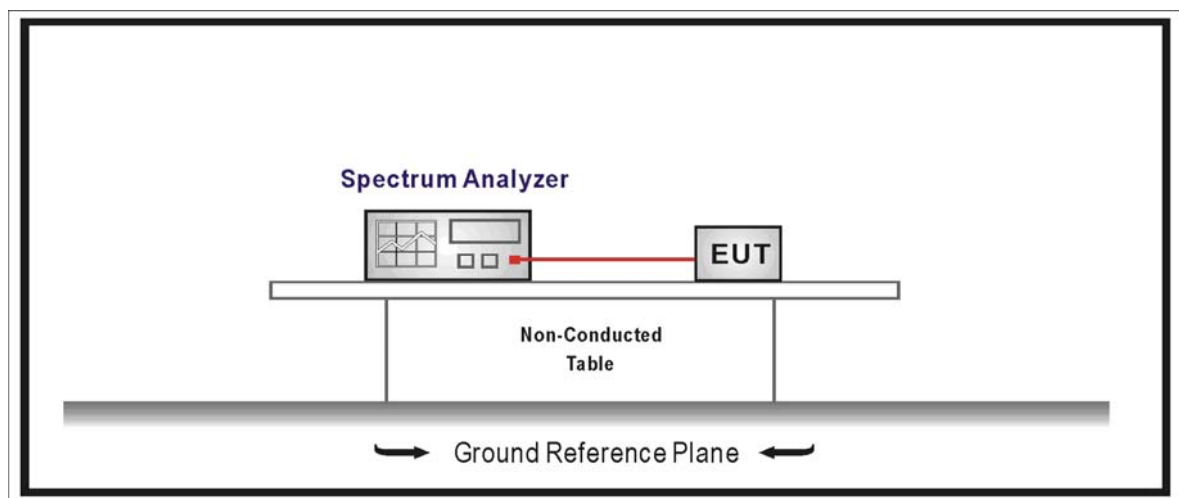 Spectrum Analyzer
EUT
Non-Conducted
Table
Ground Reference Plane